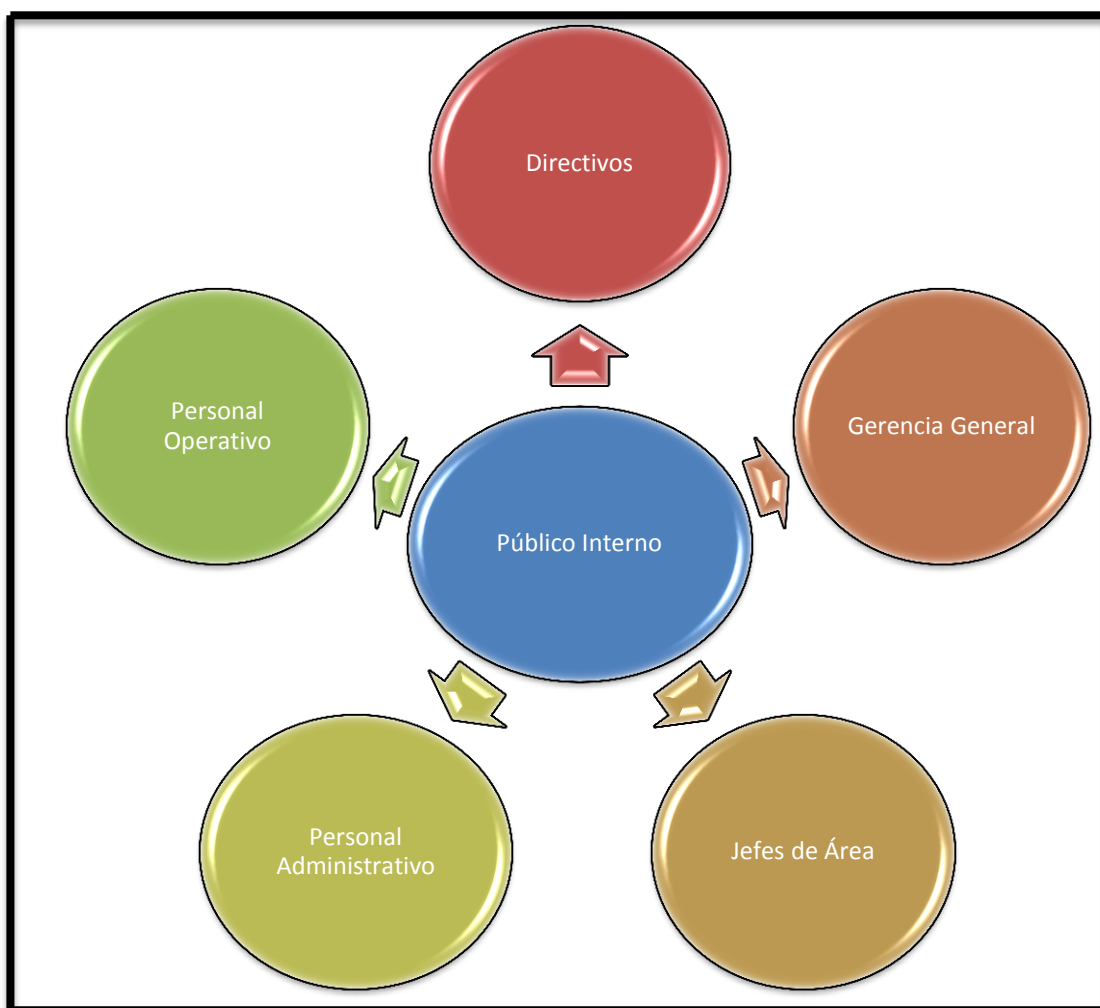 Directivos
Gerencia General
Personal
Operativo
Público Interno
Personal
Administrativo
Jefes de Área